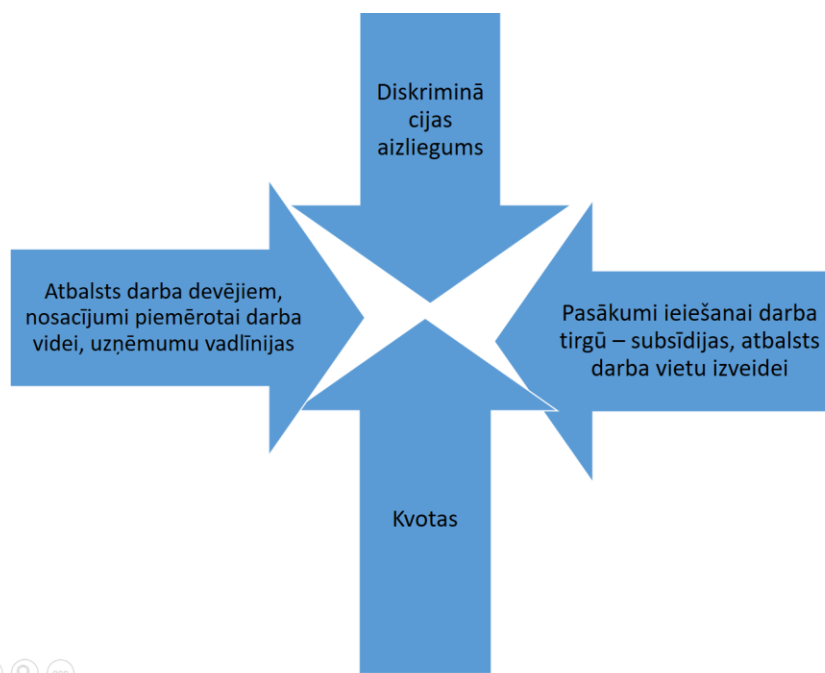 Diskriminā
cijas
aizliegums
Atbalsts darba devējiem,
nosacījumi piemērotai darba
videi, uzņēmumu vadlīnijas
Pasākumi ieiešanai darba
tirgū – subsīdijas, atbalsts
darba vietu izveidei
Kvotas